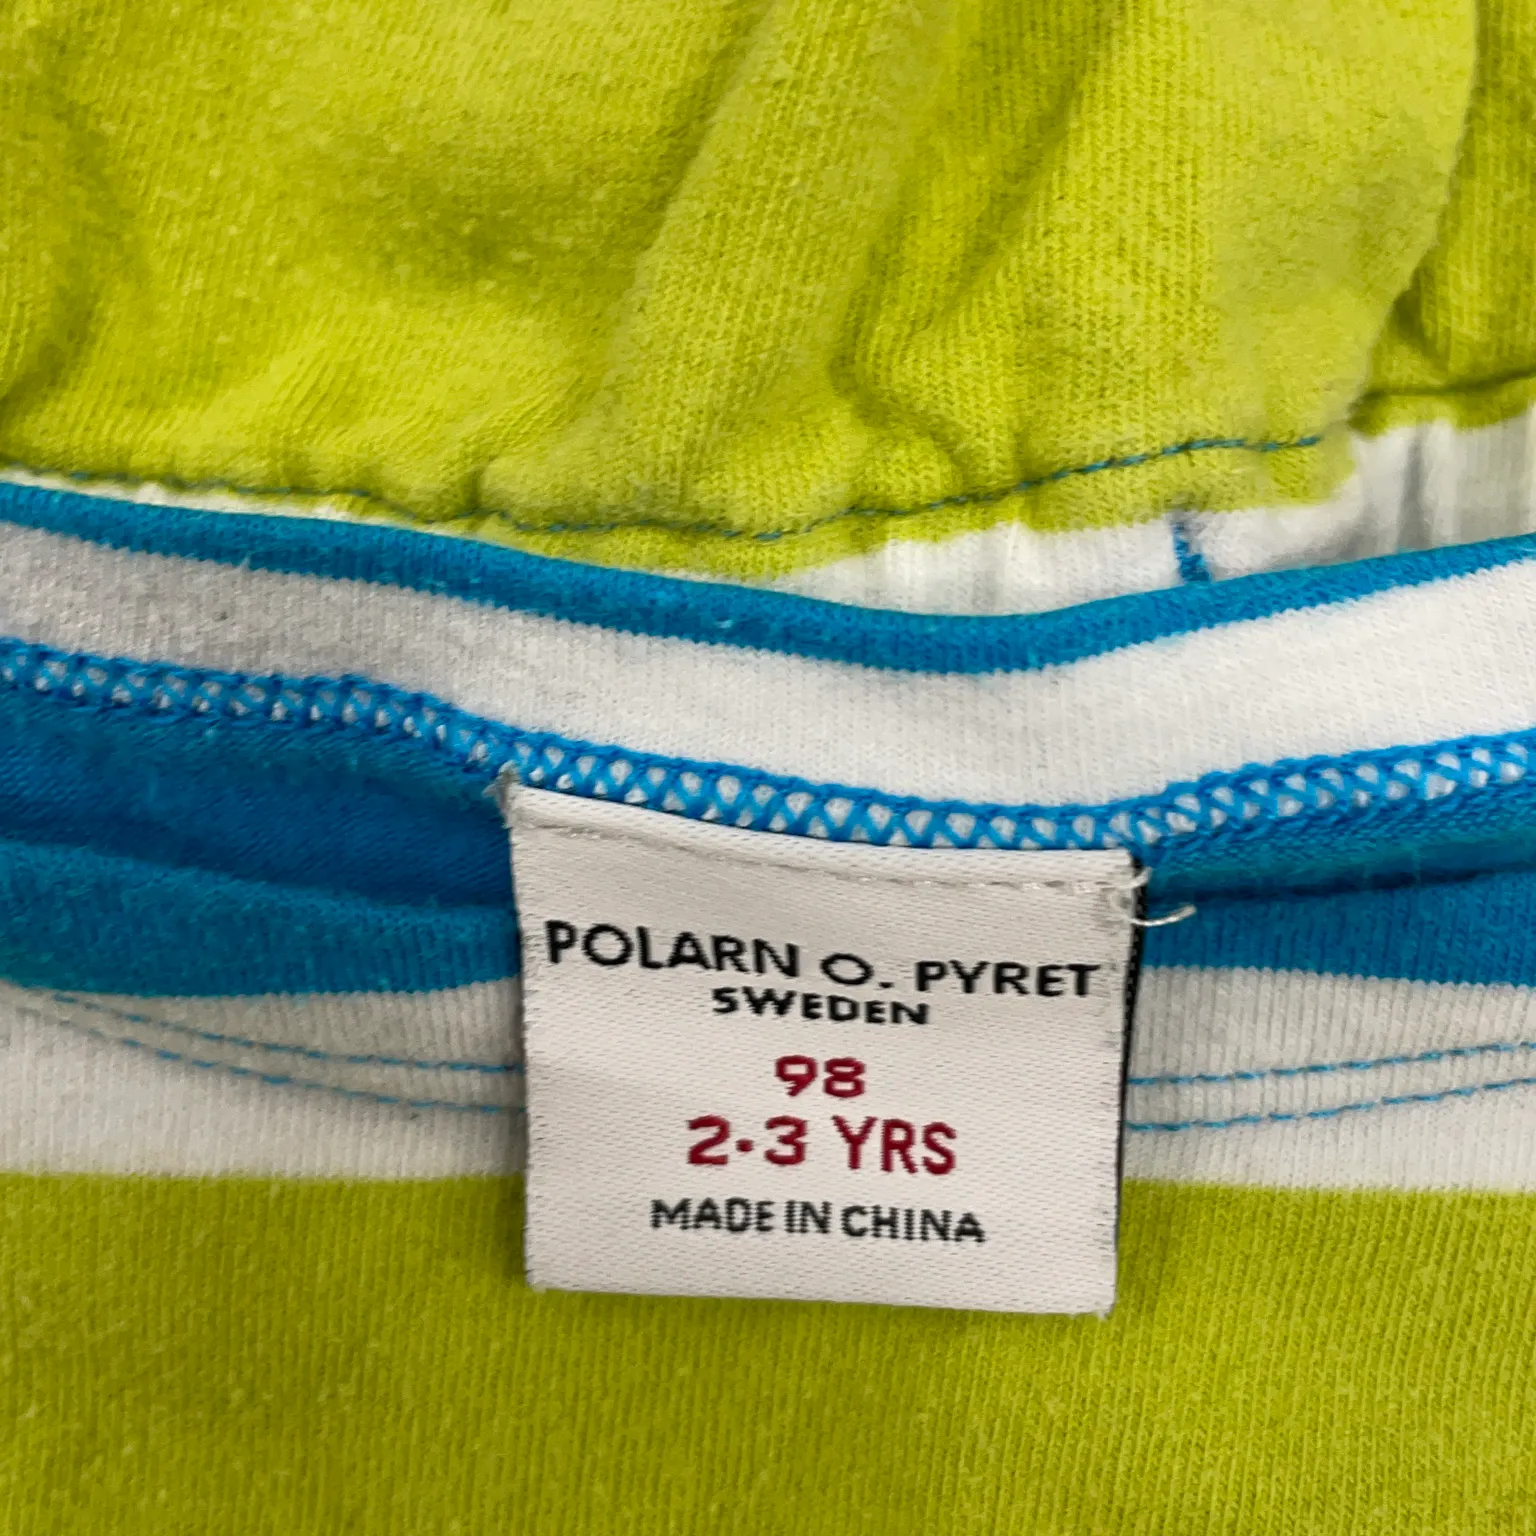 POLARN O. PYRET
SWEDEN
98
2-3 YRS
MADE IN CHINA